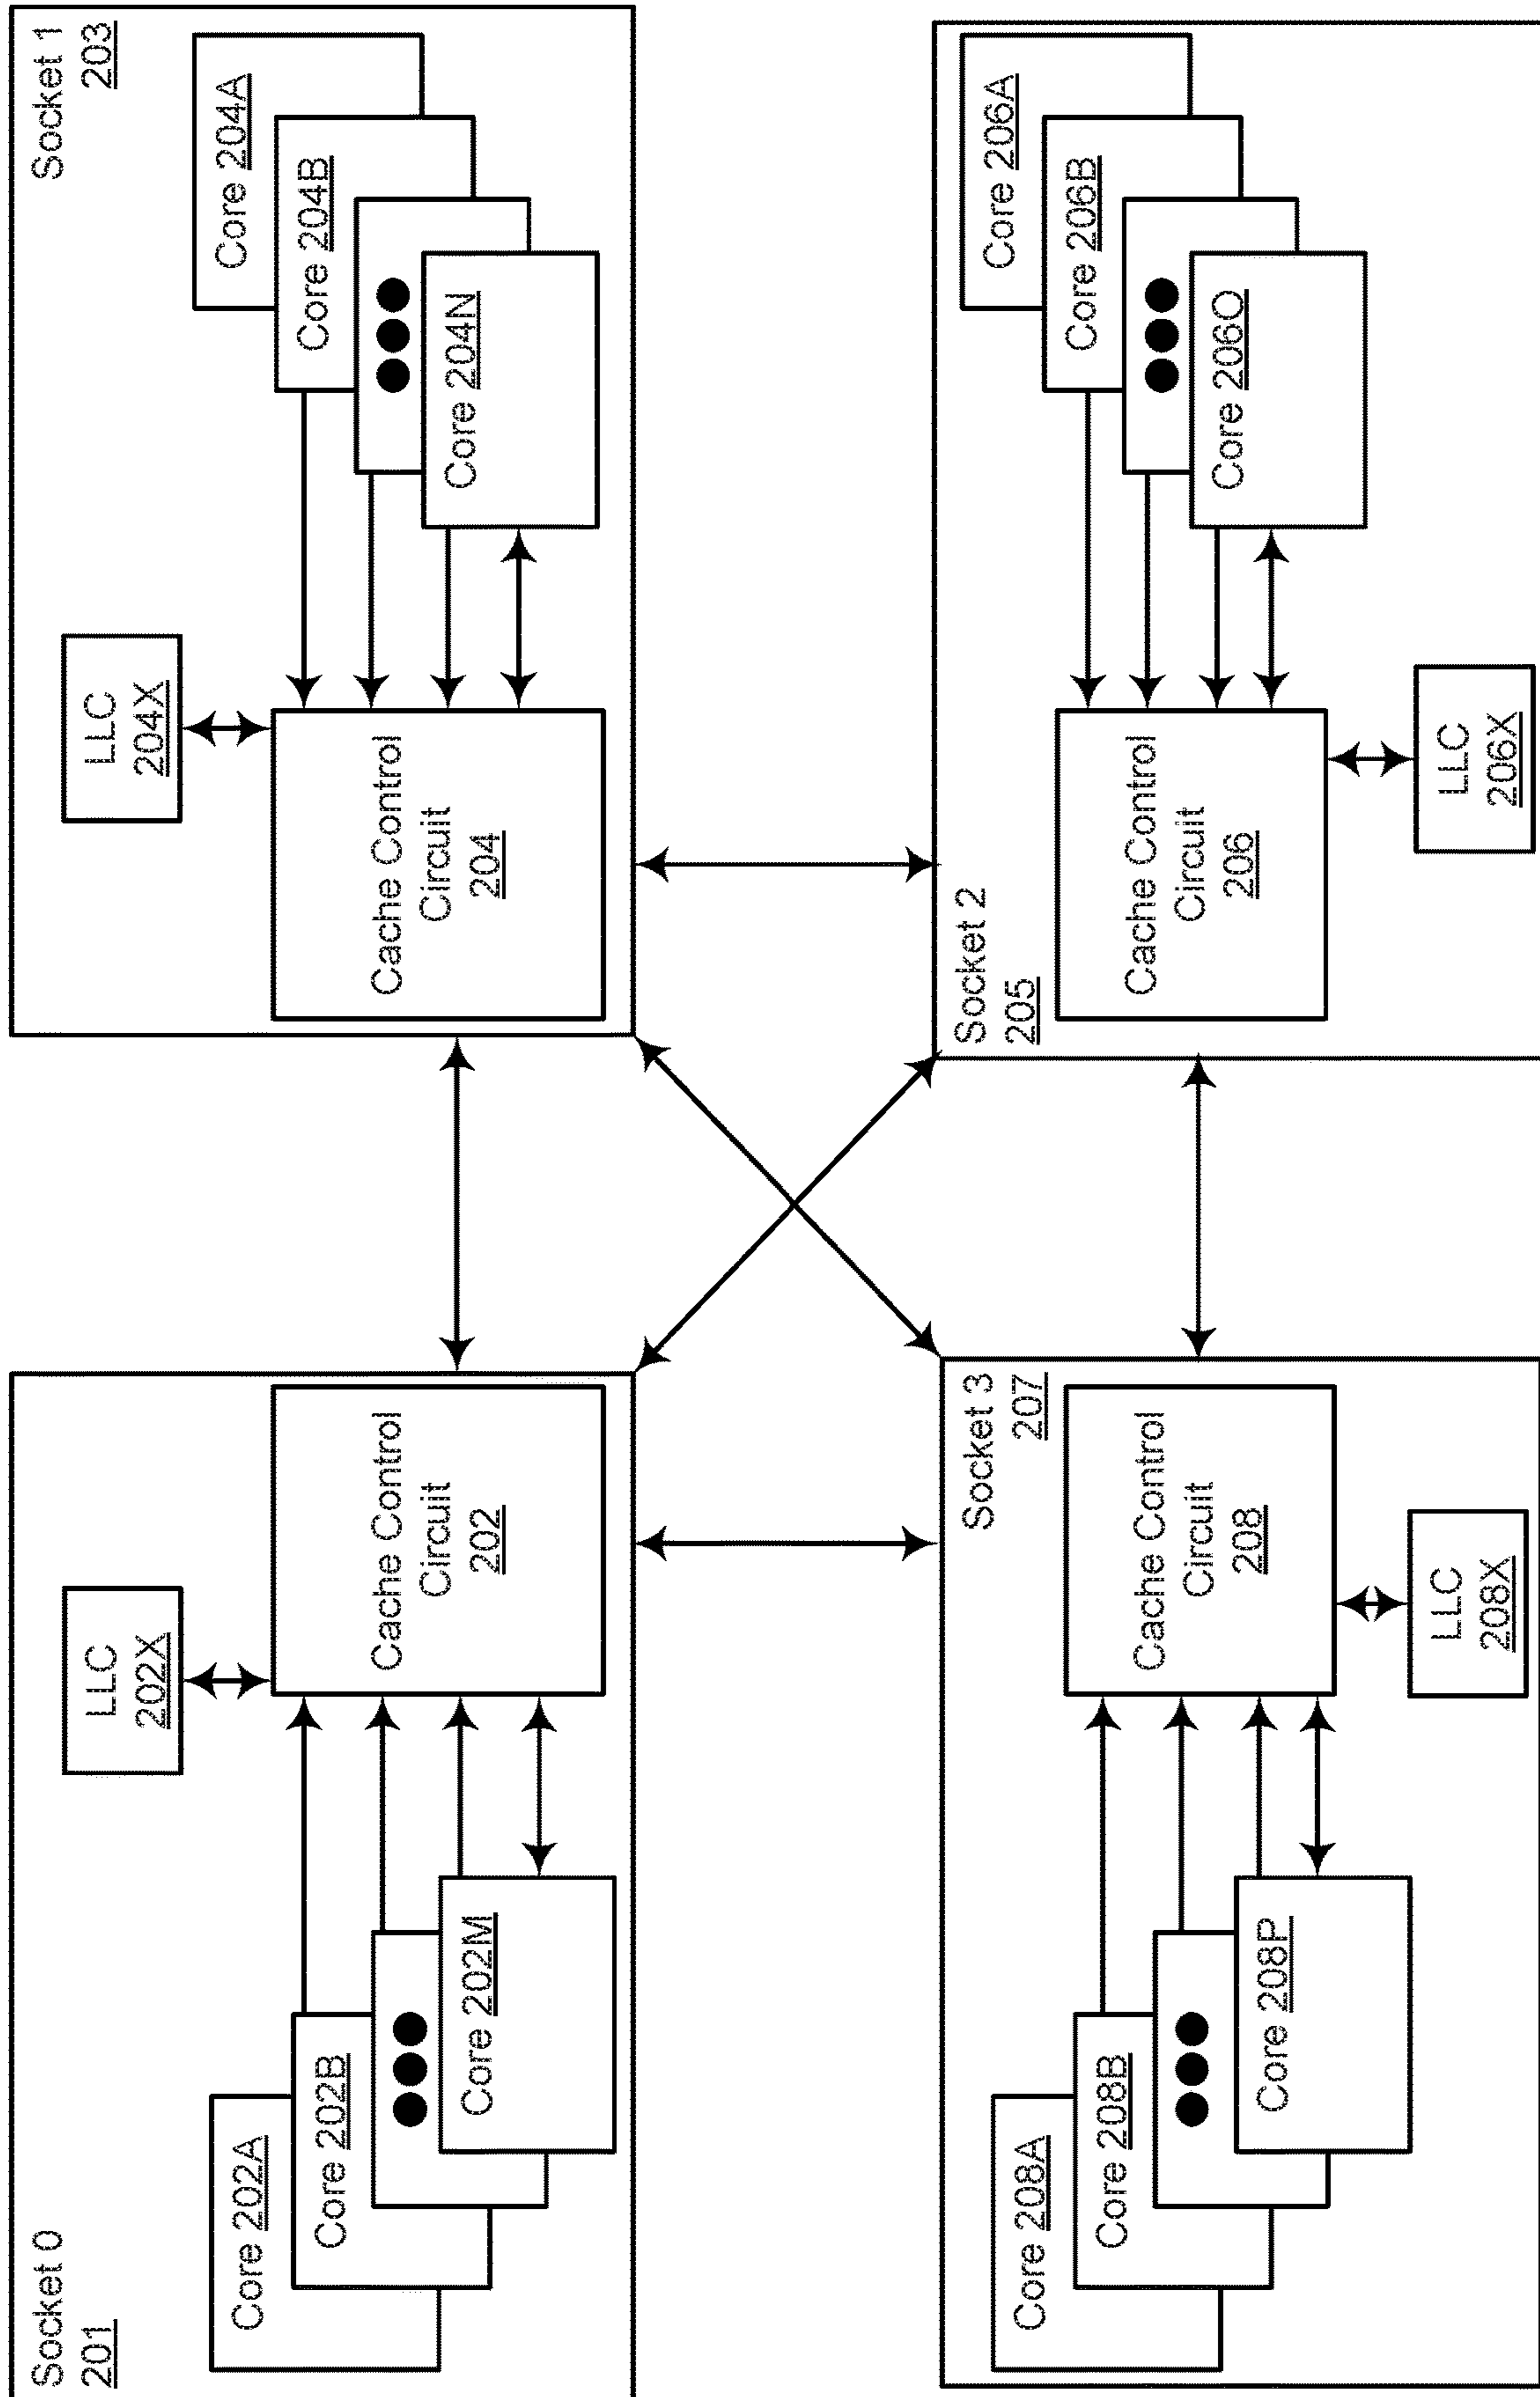 Socket 0
201
Core 202A
Core 202B
Core 202M
LLC
202X
Cache Control
Circuit
202
Socket 1
203
LLC
204X
Cache Control
Circuit
204
Core 204A
Core 204B
Core 204N
Socket 3
207
Core 208A
Core 208B
Core 208P
Cache Control
Circuit
208
LLC
208X
Socket 2
205
Cache Control
Circuit
206
Core 206A
Core 206B
Core 206O
LLC
206X